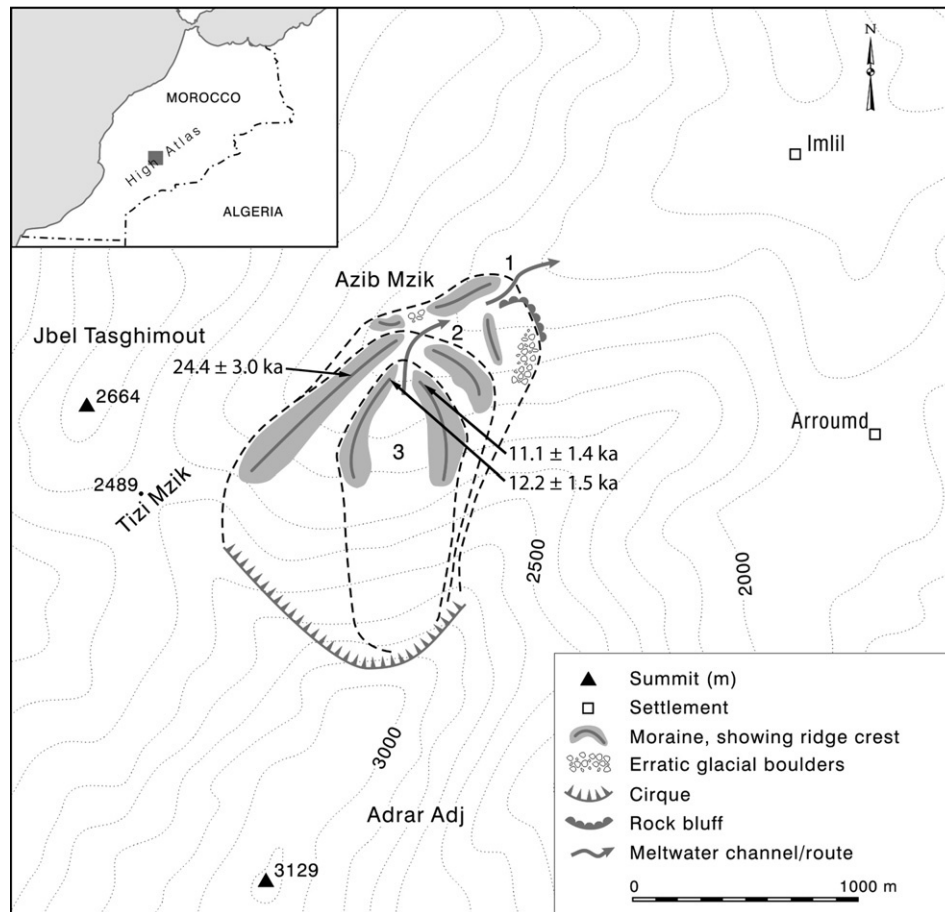 MOROCCO
High Atlas
ALGERIA
N
Imlil
Azib Mzik
1
Jbel Tasghimout
2
24.4 ± 3.0 ka
2664
Arroumd
3
11.1 ± 1.4 ka
12.2 ± 1.5 ka
2489
Tizi Mzik
2500
2000
3000
Adrar Adj
3129
Summit (m)
Settlement
Moraine, showing ridge crest
Erratic glacial boulders
Cirque
Rock bluff
Meltwater channel/route
0 1000 m